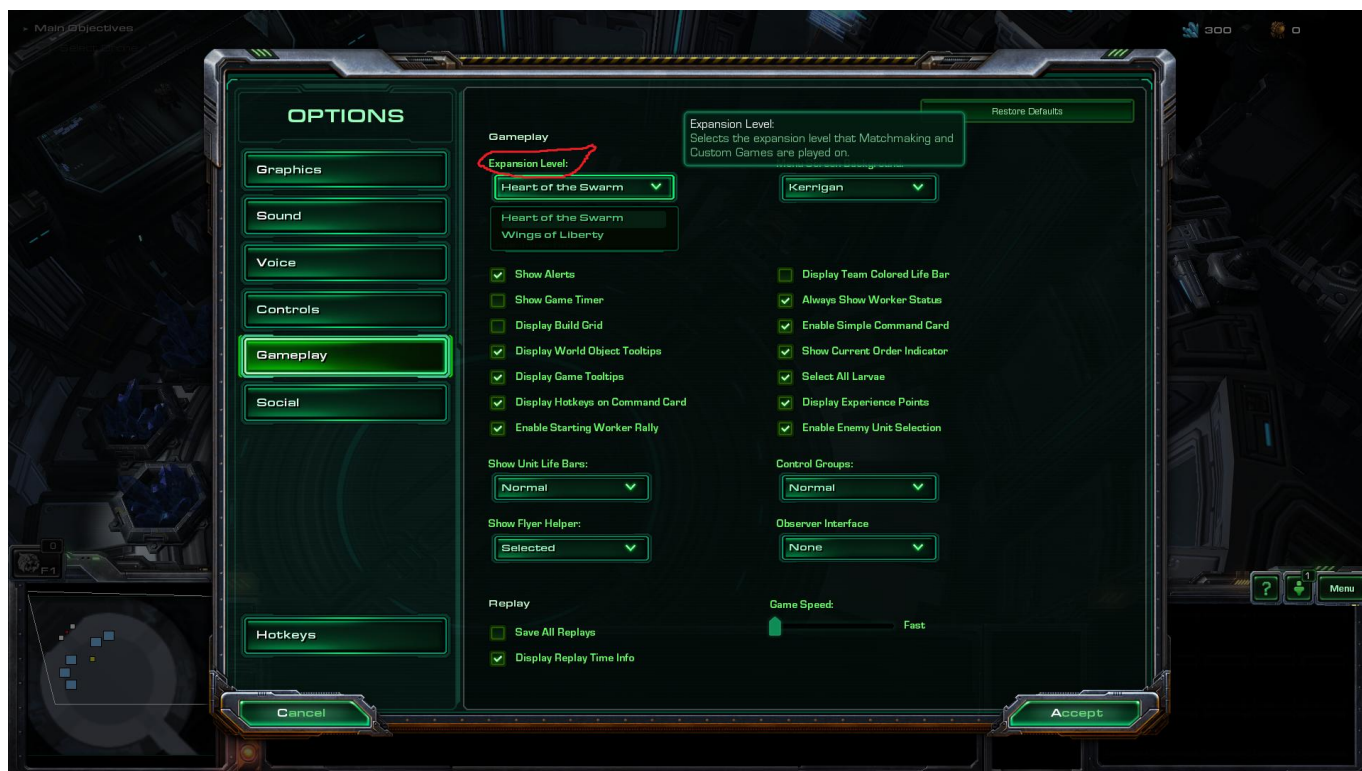 Main Objectives
300
0
OPTIONS
Graphics
Sound
Voice
Controls
Gameplay
Social
Hotkeys
Restore Defaults
Expansion Level:
Selects the expansion level that Matchmaking and
Custom Games are played on.
Gameplay
Expansion Level:
Heart of the Swarm
Kerrigan
Heart of the Swarm
Wings of Liberty
Show Alerts
Display Team Colored Life Bar
Show Game Timer
Always Show Worker Status
Display Build Grid
Enable Simple Command Card
Display World Object Tooltips
Show Current Order Indicator
Display Game Tooltips
Select All Larvae
Display Hotkeys on Command Card
Display Experience Points
Enable Starting Worker Rally
Enable Enemy Unit Selection
Show Unit Life Bars:
Control Groups:
Normal
Normal
Show Flyer Helper:
Observer Interface
Selected
None
Replay
Game Speed:
Save All Replays
Fast
Display Replay Time Info
Cancel
Accept
0
F1
?
1
Menu